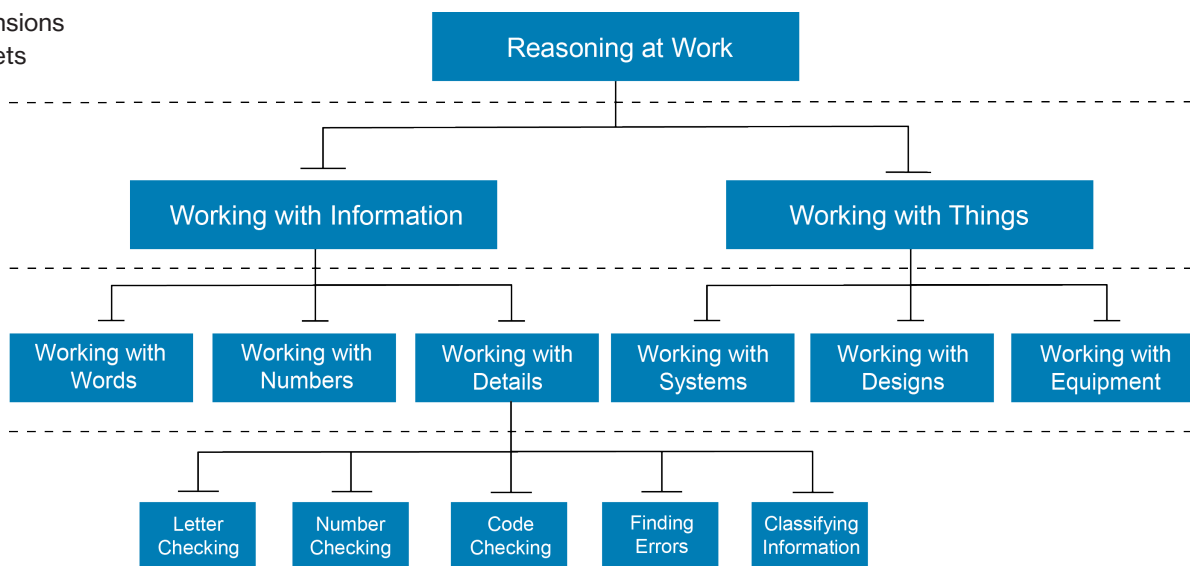 nsions
ets
Reasoning at Work
Working with Information
Working with Things
Working with
Words
Working with
Numbers
Working with
Details
Working with
Systems
Working with
Designs
Working with
Equipment
Letter
Checking
Number
Checking
Code
Checking
Finding
Errors
Classifying
Information